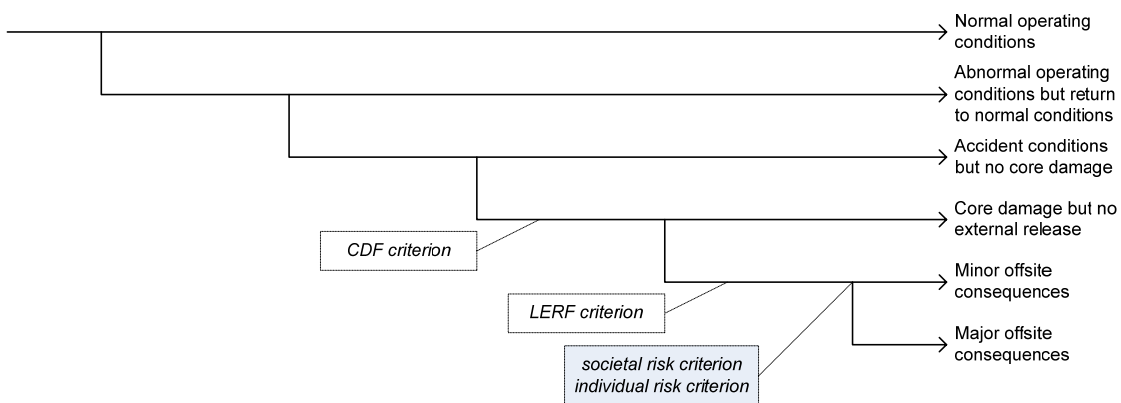 Normal operating
conditions
Abnormal operating
conditions but return
to normal conditions
Accident conditions
but no core damage
Core damage but no
external release
CDF criterion
Minor offsite
consequences
LERF criterion
Major offsite
consequences
societal risk criterion
individual risk criterion